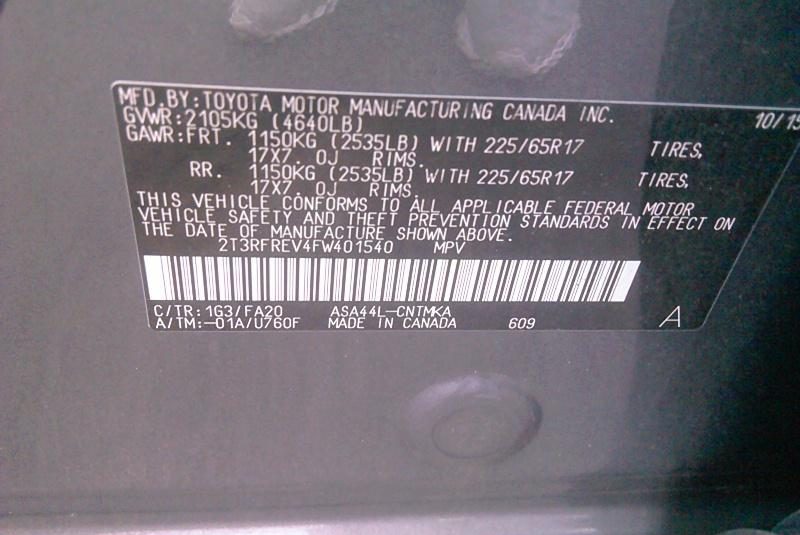 MFD.BY:TOYOTA MOTOR MANUFACTURING CANADA INC. 10/15
GVWR:2105KG (4640LB)
GAWR:FRT. 1150KG (2535LB) WITH 225/65R17 TIRES,
17X7.0J RIMS.
RR. 1150KG (2535LB) WITH 225/65R17 TIRES,
17X7.0J RIMS.
THIS VEHICLE CONFORMS TO ALL APPLICABLE FEDERAL MOTOR
VEHICLE SAFETY AND THEFT PREVENTION STANDARDS IN EFFECT ON
THE DATE OF MANUFACTURE SHOWN ABOVE.
2T3RFREV4FW401540 MPV
C/TR:1G3/FA20 ASA44L-CNTMKA
A/TM:-01A/U760F MADE IN CANADA 609 A